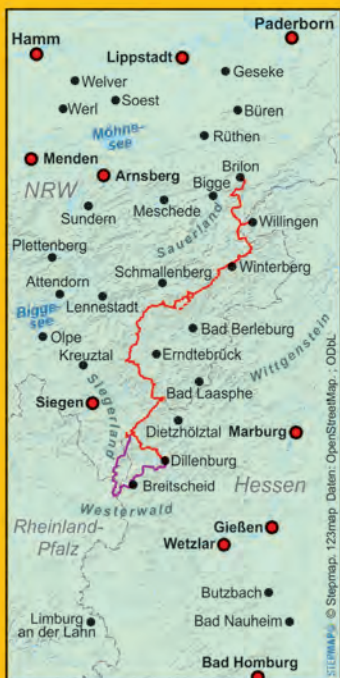 Paderborn
Hamm
Lippstadt
Geseke
Welver
Soest
Werl
Büren
Möhne-
see
Rüthen
Menden
Brilon
Arnsberg
Bigge
NRW
Meschede
Sundern
Willingen
Sauerland
Plettenberg
Schmallenberg
Winterberg
Attendorn
Lennestadt
Bigge-
see
Bad Berleburg
Olpe
Erndtebrück
Kreuztal
Wittgenstein
Bad Laasphe
Siegen
Siegerland
Dietzhölztal
Marburg
Dillenburg
Breitscheid
Hessen
Westerwald
Rheinland-
Pfalz
Gießen
Wetzlar
Butzbach
Limburg
an der Lahn
Bad Nauheim
Bad Homburg
STEPMAP © Stepmap, 123map Daten: OpenStreetMap, ; ODbL